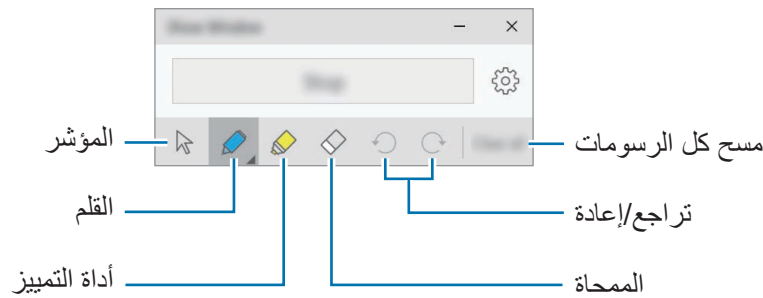 المؤشر
القلم
أداة التمييز
مسح كل الرسومات
تراجع/إعادة
الممحاة